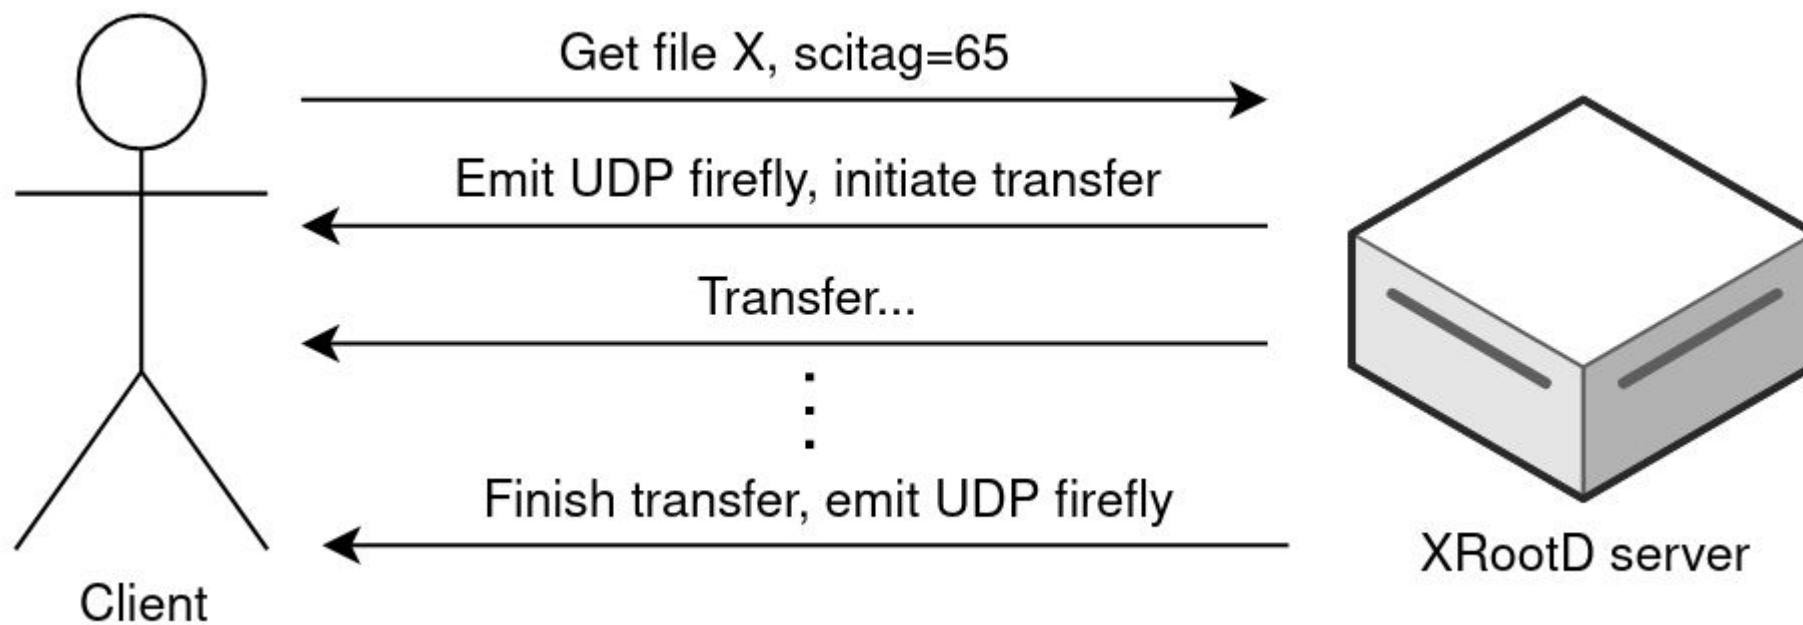 Get file X, scitag=65
Emit UDP firefly, initiate transfer
Transfer...
Finish transfer, emit UDP firefly
XRootD server
Client